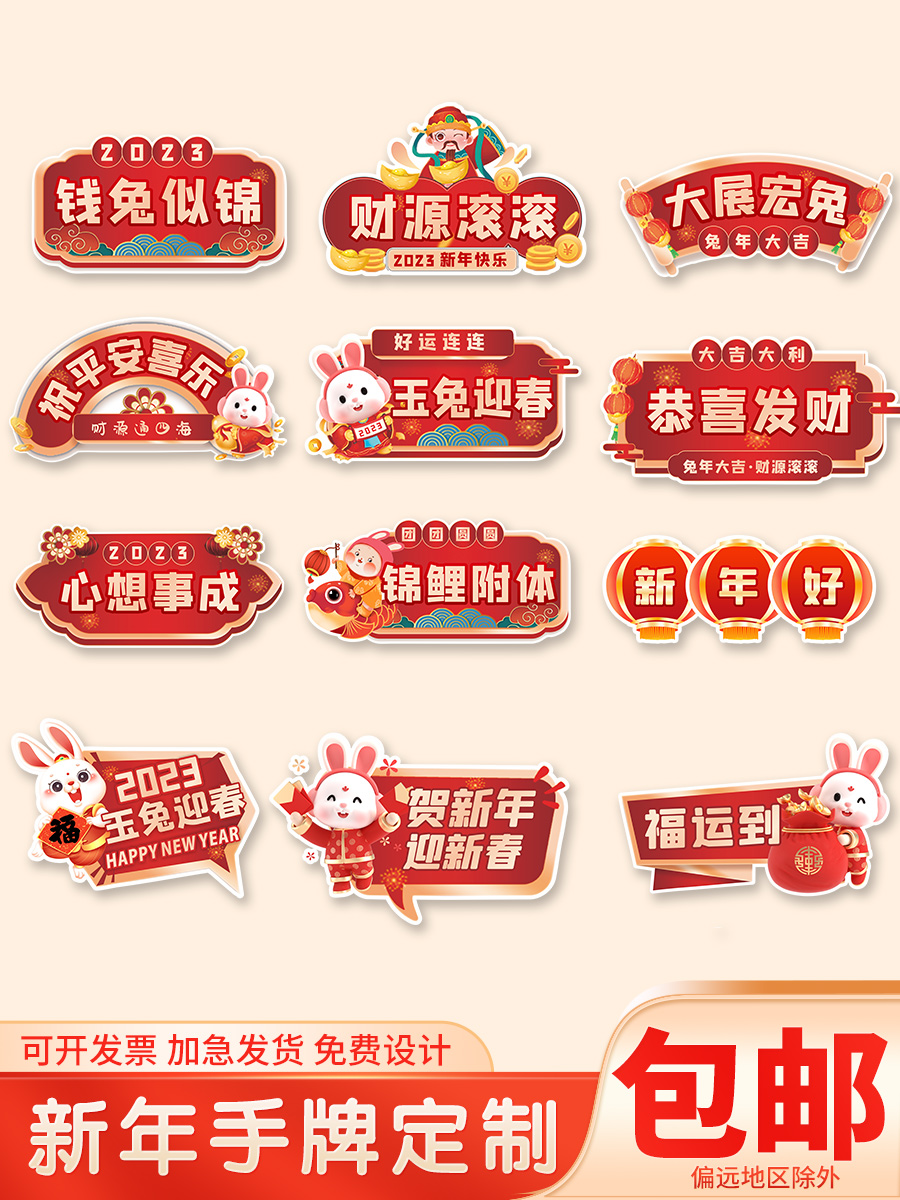 2023
钱兔似锦
财源滚滚
2023 新年快乐
大展宏兔
兔年大吉
祝平安喜乐
财源通四海
好运连连
玉兔迎春
2023
大吉大利
恭喜发财
兔年大吉·财源滚滚
2023
心想事成
团团圆圆
锦鲤附体
新年好
2023
玉兔迎春
HAPPY NEW YEAR
福
贺新年
迎新春
福运到
可开发票 加急发货 免费设计
新年手牌定制
包邮
偏远地区除外